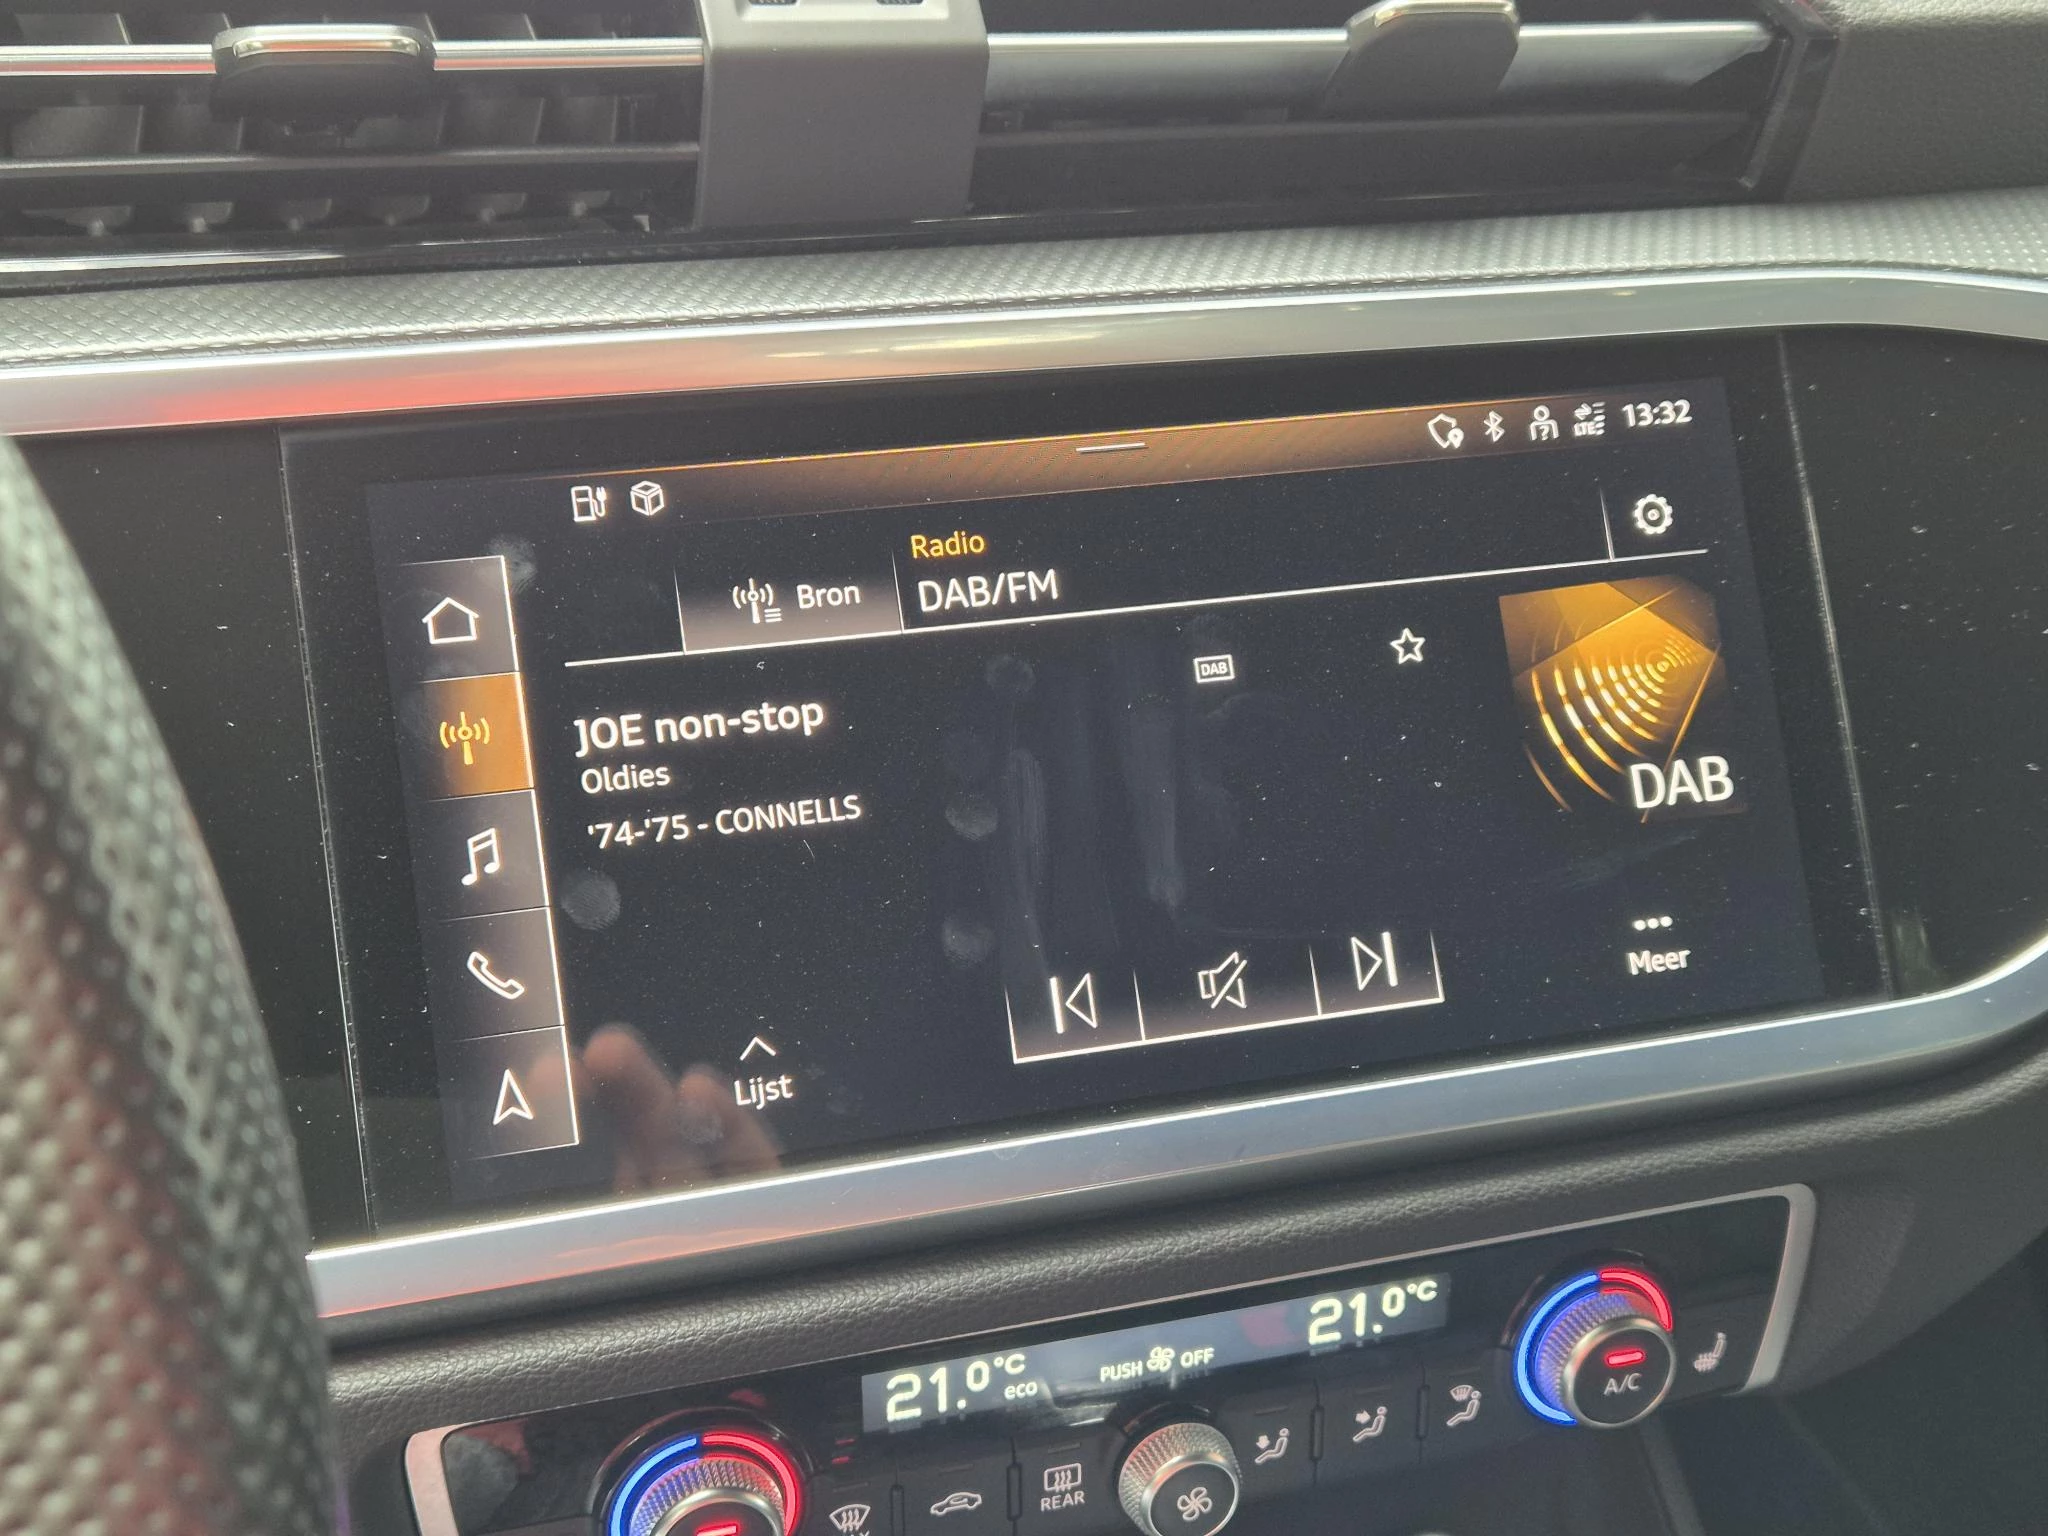 LTE 13:32
Radio
Bron DAB/FM
DAB
JOE non-stop
Oldies
'74-'75 - CONNELLS
DAB
Meer
Lijst
21.0°C eco
PUSH OFF
21.0°C
A/C
REAR